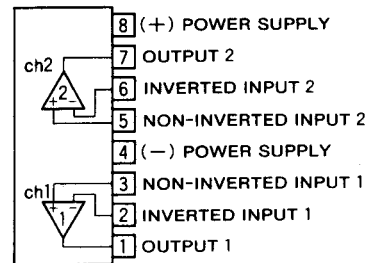 8 (+) POWER SUPPLY
7 OUTPUT 2
ch2
2
+ −
6 INVERTED INPUT 2
5 NON-INVERTED INPUT 2
4 (−) POWER SUPPLY
3 NON-INVERTED INPUT 1
ch1
+ −
1
2 INVERTED INPUT 1
1 OUTPUT 1